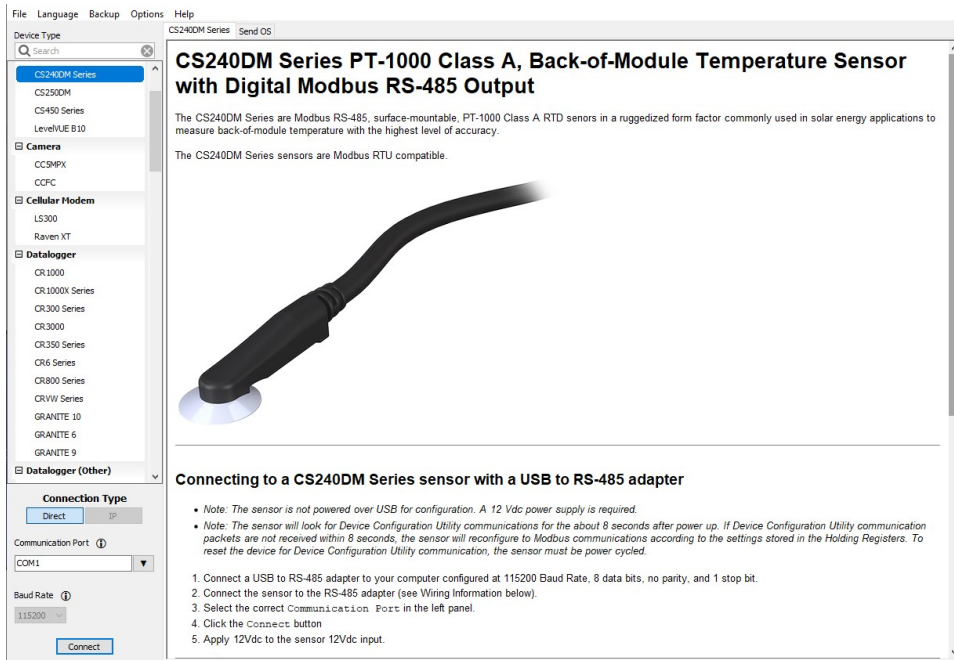 File Language Backup Options Help
Device Type
Search
CS240DM Series
CS250DM
CS450 Series
LevelVUE B10
Camera
CC5MPX
CCFC
Cellular Modem
LS300
Raven XT
Datalogger
CR1000
CR1000X Series
CR300 Series
CR3000
CR350 Series
CR6 Series
CR800 Series
CRVW Series
GRANITE 10
GRANITE 6
GRANITE 9
Datalogger (Other)
Connection Type
Direct IP
Communication Port
COM1
Baud Rate
115200
Connect
CS240DM Series Send OS
CS240DM Series PT-1000 Class A, Back-of-Module Temperature Sensor
with Digital Modbus RS-485 Output
The CS240DM Series are Modbus RS-485, surface-mountable, PT-1000 Class A RTD senors in a ruggedized form factor commonly used in solar energy applications to
measure back-of-module temperature with the highest level of accuracy.
The CS240DM Series sensors are Modbus RTU compatible.
Connecting to a CS240DM Series sensor with a USB to RS-485 adapter
• Note: The sensor is not powered over USB for configuration. A 12 Vdc power supply is required.
• Note: The sensor will look for Device Configuration Utility communications for the about 8 seconds after power up. If Device Configuration Utility communication
packets are not received within 8 seconds, the sensor will reconfigure to Modbus communications according to the settings stored in the Holding Registers. To
reset the device for Device Configuration Utility communication, the sensor must be power cycled.
1. Connect a USB to RS-485 adapter to your computer configured at 115200 Baud Rate, 8 data bits, no parity, and 1 stop bit.
2. Connect the sensor to the RS-485 adapter (see Wiring Information below).
3. Select the correct Communication Port in the left panel.
4. Click the Connect button
5. Apply 12Vdc to the sensor 12Vdc input.